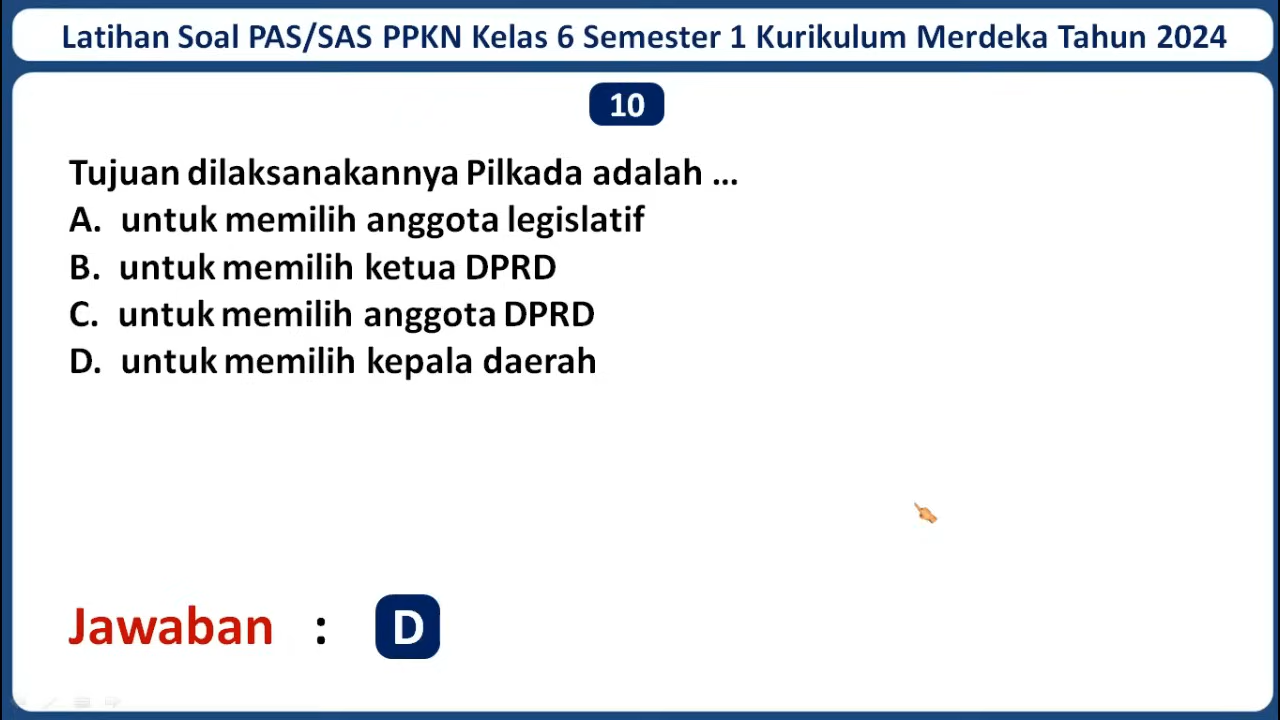 Latihan Soal PAS/SAS PPKN Kelas 6 Semester 1 Kurikulum Merdeka Tahun 2024
10
Tujuan dilaksanakannya Pilkada adalah ...
A. untuk memilih anggota legislatif
B. untuk memilih ketua DPRD
C. untuk memilih anggota DPRD
D. untuk memilih kepala daerah
Jawaban : D